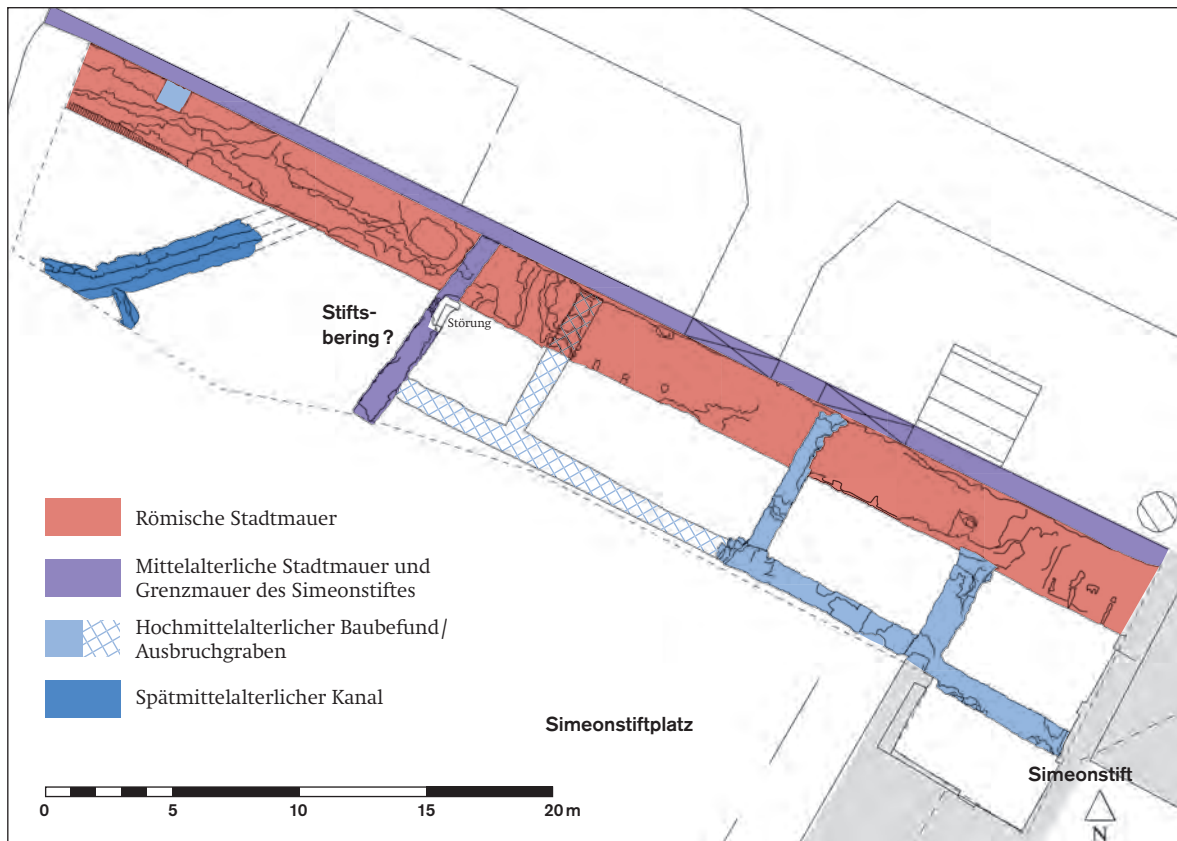 Stifts-
bering ?
Störung
Römische Stadtmauer
Mittelalterliche Stadtmauer und
Grenzmauer des Simeonstiftes
Hochmittelalterlicher Baubefund/
Ausbruchgraben
Spätmittelalterlicher Kanal
Simeonstiftplatz
Simeonstift
N
0 5 10 15 20 m